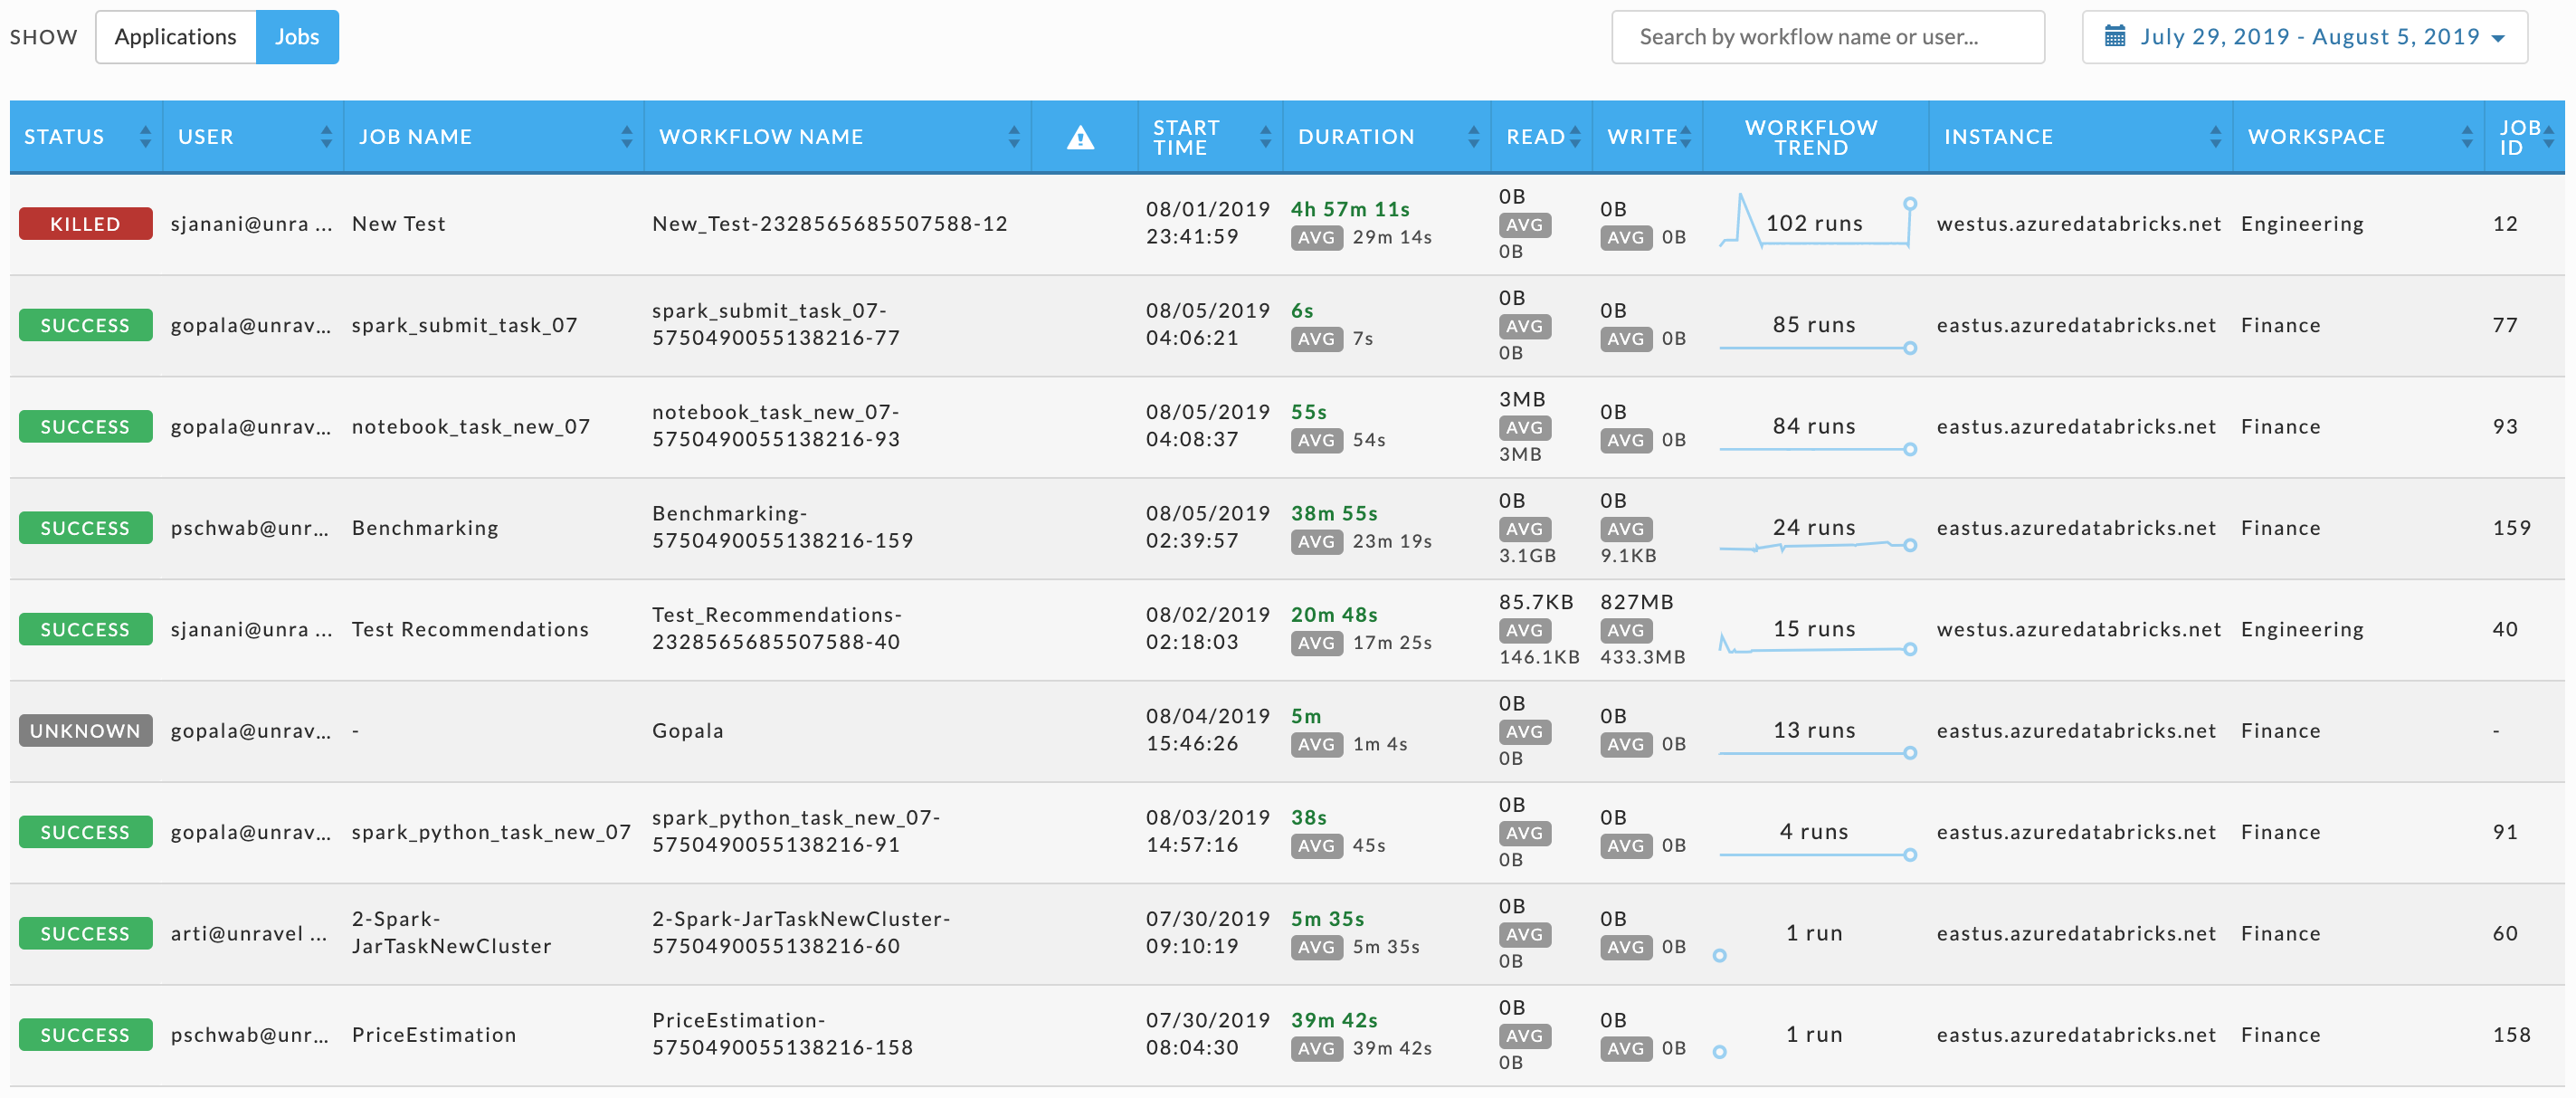 SHOW Applications Jobs Search by workflow name or user... July 29, 2019 - August 5, 2019
STATUS USER JOB NAME WORKFLOW NAME START TIME DURATION READ WRITE WORKFLOW TREND INSTANCE WORKSPACE JOB ID
KILLED sjanani@unra ... New Test New_Test-2328565685507588-12 08/01/2019 23:41:59 4h 57m 11s AVG 29m 14s 0B AVG 0B 0B AVG 0B 102 runs westus.azuredatabricks.net Engineering 12
SUCCESS gopala@unrav... spark_submit_task_07 spark_submit_task_07-5750490055138216-77 08/05/2019 04:06:21 6s AVG 7s 0B AVG 0B 0B AVG 0B 85 runs eastus.azuredatabricks.net Finance 77
SUCCESS gopala@unrav... notebook_task_new_07 notebook_task_new_07-5750490055138216-93 08/05/2019 04:08:37 55s AVG 54s 3MB AVG 3MB 0B AVG 0B 84 runs eastus.azuredatabricks.net Finance 93
SUCCESS pschwab@unr... Benchmarking Benchmarking-5750490055138216-159 08/05/2019 02:39:57 38m 55s AVG 23m 19s 0B AVG 3.1GB 0B AVG 9.1KB 24 runs eastus.azuredatabricks.net Finance 159
SUCCESS sjanani@unra ... Test Recommendations Test_Recommendations-2328565685507588-40 08/02/2019 02:18:03 20m 48s AVG 17m 25s 85.7KB AVG 146.1KB 827MB AVG 433.3MB 15 runs westus.azuredatabricks.net Engineering 40
UNKNOWN gopala@unrav... - Gopala 08/04/2019 15:46:26 5m AVG 1m 4s 0B AVG 0B 0B AVG 0B 13 runs eastus.azuredatabricks.net Finance -
SUCCESS gopala@unrav... spark_python_task_new_07 spark_python_task_new_07-5750490055138216-91 08/03/2019 14:57:16 38s AVG 45s 0B AVG 0B 0B AVG 0B 4 runs eastus.azuredatabricks.net Finance 91
SUCCESS arti@unravel ... 2-Spark-JarTaskNewCluster 2-Spark-JarTaskNewCluster-5750490055138216-60 07/30/2019 09:10:19 5m 35s AVG 5m 35s 0B AVG 0B 0B AVG 0B 1 run eastus.azuredatabricks.net Finance 60
SUCCESS pschwab@unr... PriceEstimation PriceEstimation-5750490055138216-158 07/30/2019 08:04:30 39m 42s AVG 39m 42s 0B AVG 0B 0B AVG 0B 1 run eastus.azuredatabricks.net Finance 158